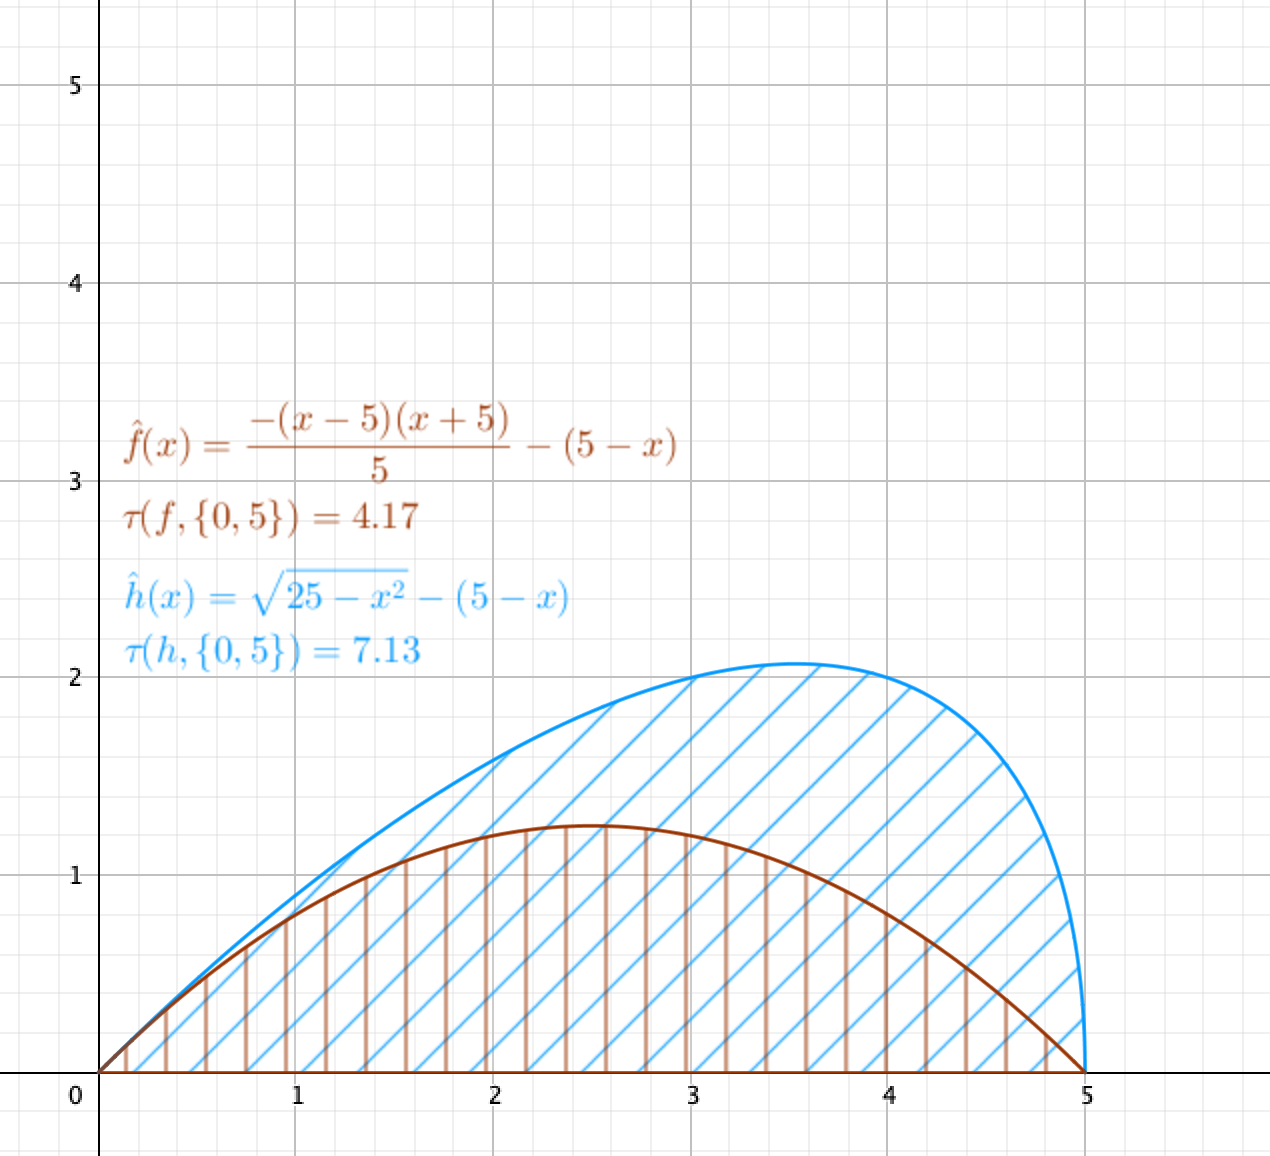 5
4
f̂(x) = −(x − 5)(x + 5)/5 − (5 − x)
3
τ(f, {0, 5}) = 4.17
ĥ(x) = √(25 − x²) − (5 − x)
τ(h, {0, 5}) = 7.13
2
1
0 1 2 3 4 5